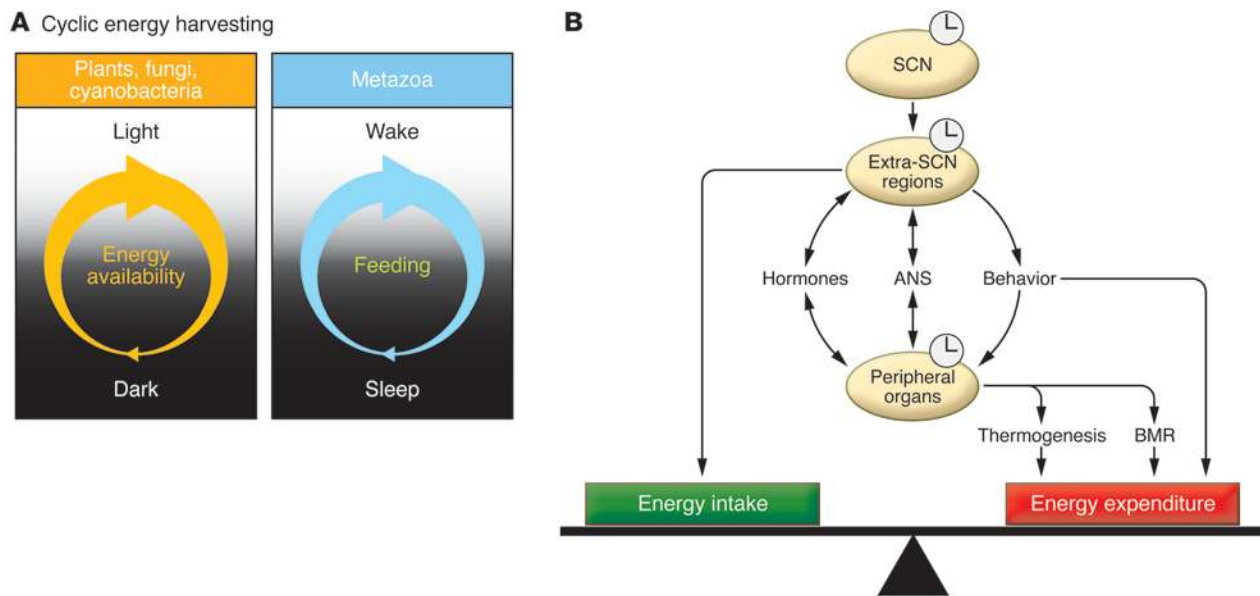 A Cyclic energy harvesting
Plants, fungi,
cyanobacteria
Light
Energy
availability
Dark
Metazoa
Wake
Feeding
Sleep
B
SCN
Extra-SCN
regions
Hormones
ANS
Behavior
Peripheral
organs
Thermogenesis
BMR
Energy intake
Energy expenditure